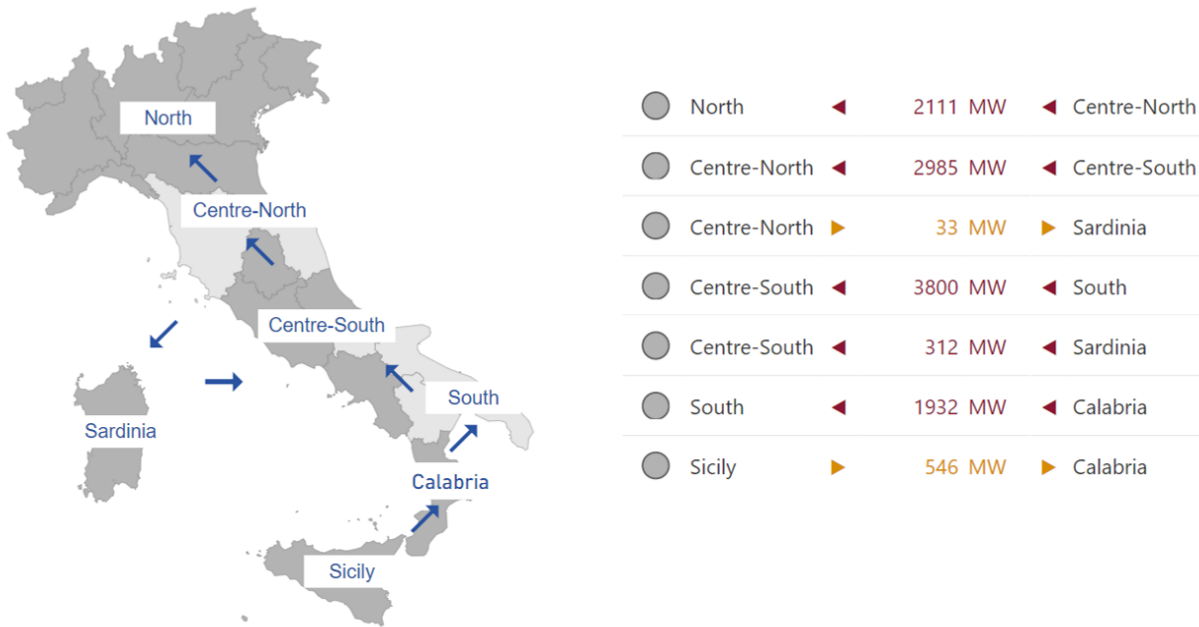 North
Centre-North
Centre-South
South
Sardinia
Calabria
Sicily
North 2111 MW Centre-North
Centre-North 2985 MW Centre-South
Centre-North 33 MW Sardinia
Centre-South 3800 MW South
Centre-South 312 MW Sardinia
South 1932 MW Calabria
Sicily 546 MW Calabria